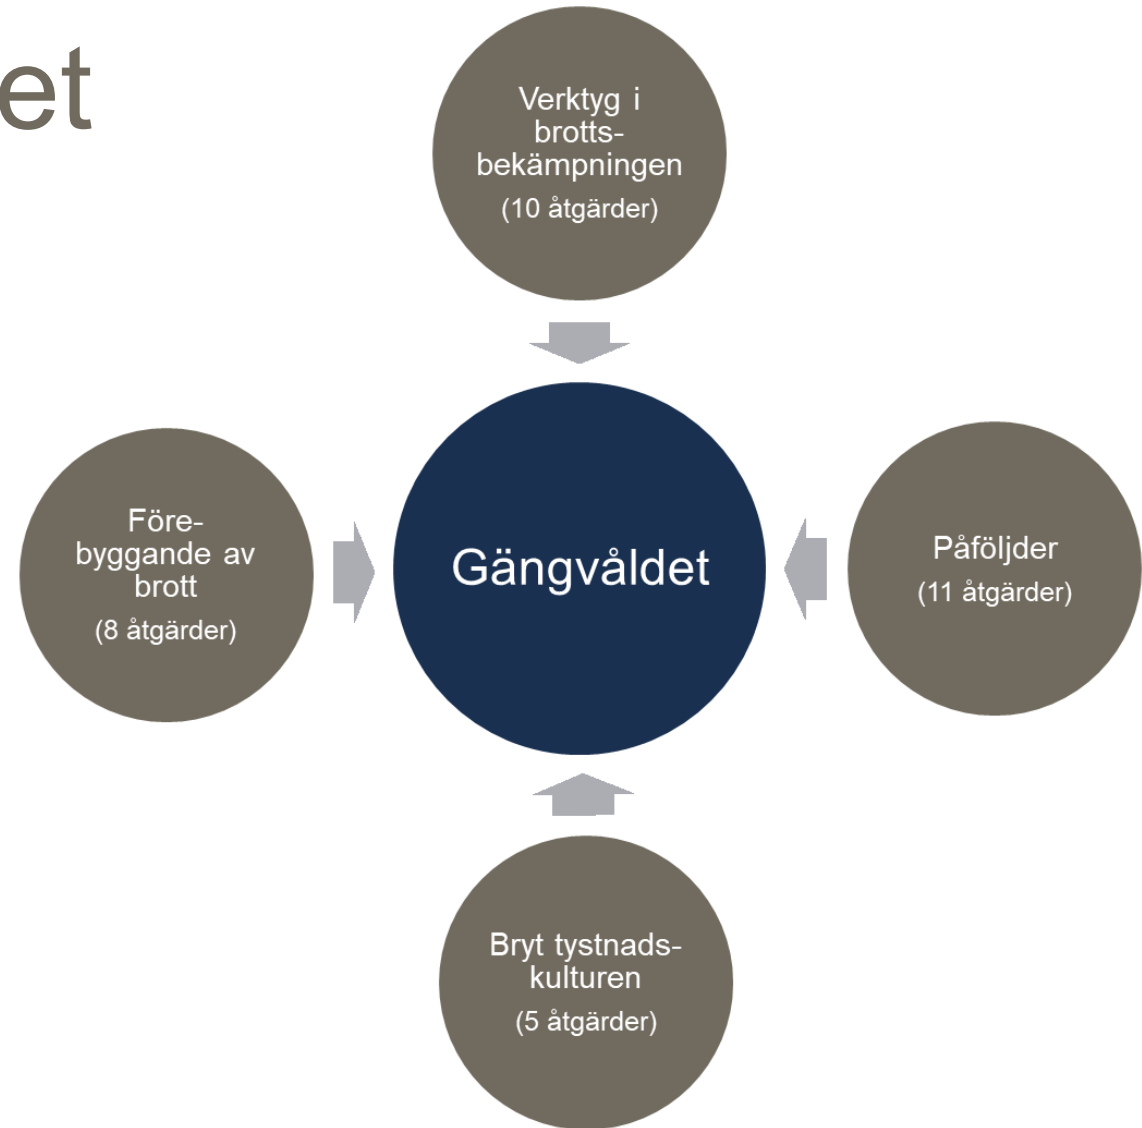 et
Verktyg i
brotts-
bekämpningen
(10 åtgärder)
Före-
byggande av
brott
(8 åtgärder)
Gängvåldet
Påföljder
(11 åtgärder)
Bryt tystnads-
kulturen
(5 åtgärder)